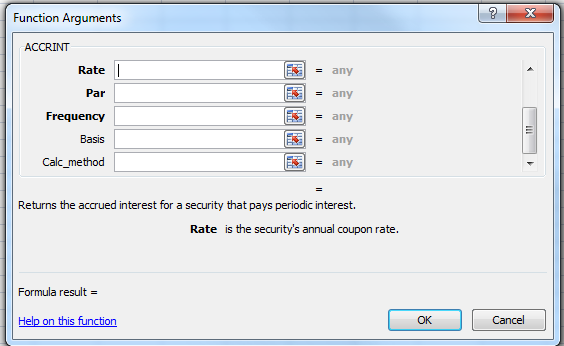 Function Arguments
ACCRINT
Rate = any
Par = any
Frequency = any
Basis = any
Calc_method = any
=
Returns the accrued interest for a security that pays periodic interest.
Rate is the security's annual coupon rate.
Formula result =
Help on this function OK Cancel